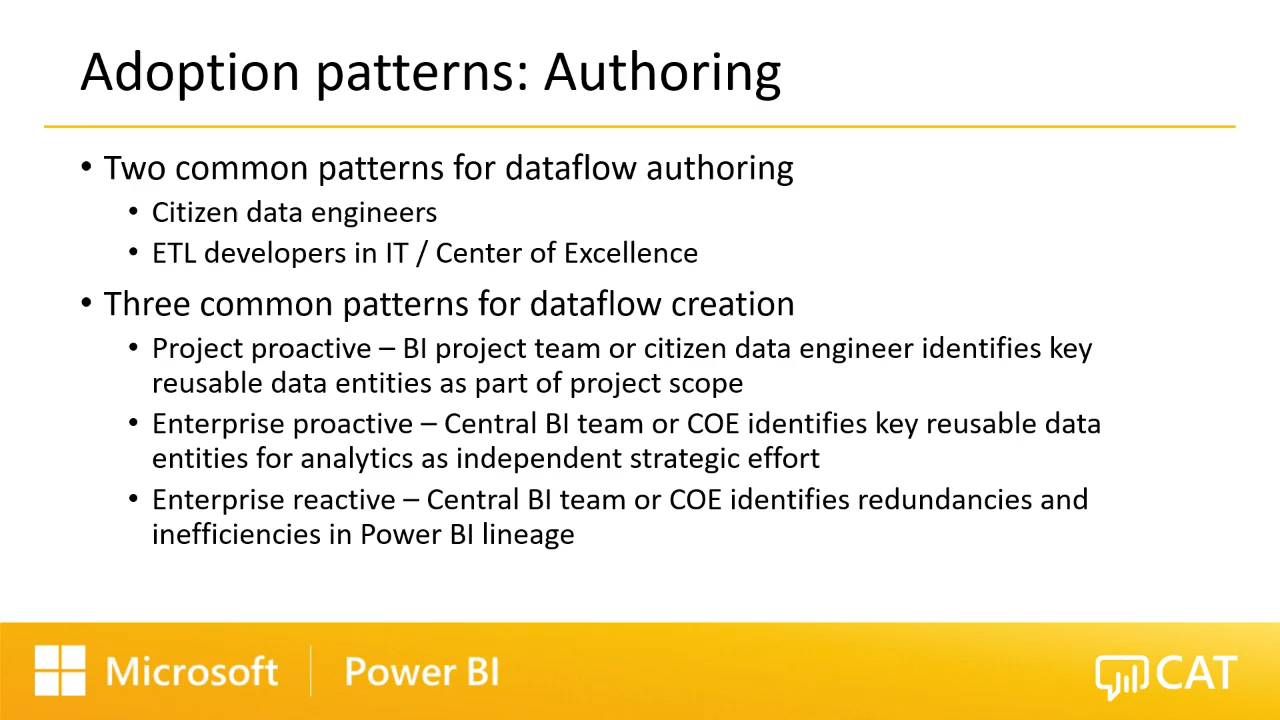 Adoption patterns: Authoring
• Two common patterns for dataflow authoring
• Citizen data engineers
• ETL developers in IT / Center of Excellence
• Three common patterns for dataflow creation
• Project proactive – BI project team or citizen data engineer identifies key
reusable data entities as part of project scope
• Enterprise proactive – Central BI team or COE identifies key reusable data
entities for analytics as independent strategic effort
• Enterprise reactive – Central BI team or COE identifies redundancies and
inefficiencies in Power BI lineage
Microsoft | Power BI
CAT